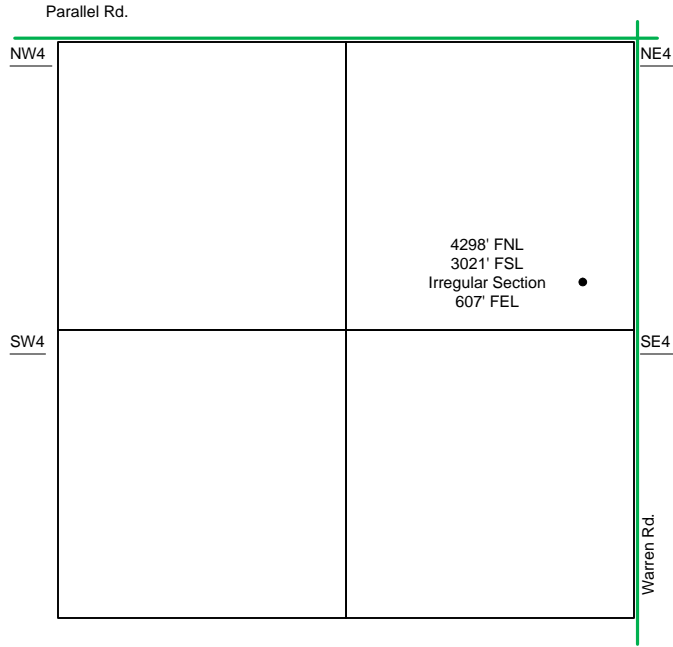 Parallel Rd.
NW4
NE4
4298' FNL
3021' FSL
Irregular Section
607' FEL
SW4
SE4
Warren Rd.